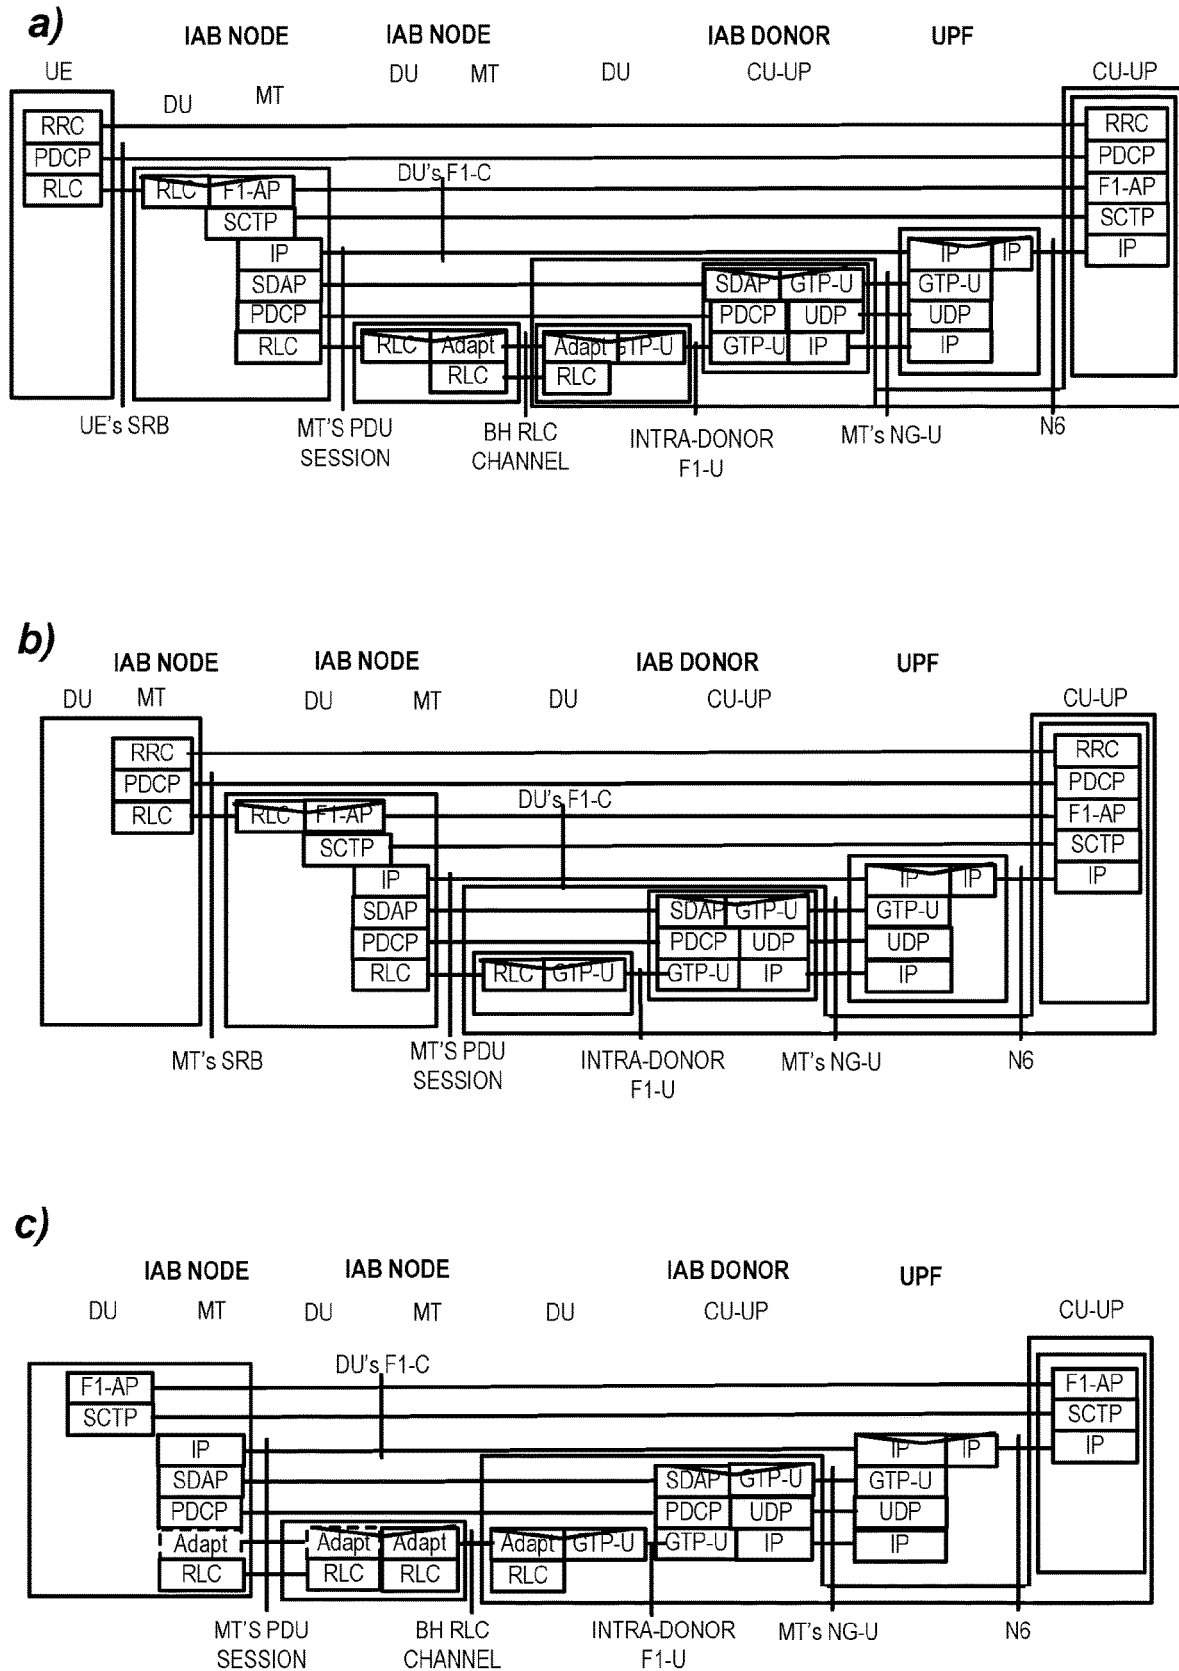 a)
IAB NODE IAB NODE IAB DONOR UPF
UE DU MT DU CU-UP CU-UP
DU MT
RRC RRC
PDCP PDCP
DU's F1-C
RLC RLC F1-AP F1-AP
SCTP SCTP
IP IP IP IP
SDAP SDAP GTP-U GTP-U
PDCP PDCP UDP UDP
RLC RLC Adapt Adapt GTP-U GTP-U IP IP
RLC RLC
UE's SRB MT'S PDU BH RLC INTRA-DONOR MT's NG-U N6
SESSION CHANNEL F1-U
b)
IAB NODE IAB NODE IAB DONOR UPF
DU MT DU MT DU CU-UP CU-UP
RRC RRC
PDCP PDCP
DU's F1-C
RLC RLC F1-AP F1-AP
SCTP SCTP
IP IP IP IP
SDAP SDAP GTP-U GTP-U
PDCP PDCP UDP UDP
RLC RLC GTP-U GTP-U IP IP
MT's SRB MT'S PDU INTRA-DONOR MT's NG-U N6
SESSION F1-U
c)
IAB NODE IAB NODE IAB DONOR UPF
DU MT DU MT DU CU-UP CU-UP
DU's F1-C
F1-AP F1-AP
SCTP SCTP
IP IP IP IP
SDAP SDAP GTP-U GTP-U
PDCP PDCP UDP UDP
Adapt Adapt Adapt Adapt GTP-U GTP-U IP IP
RLC RLC RLC RLC
MT'S PDU BH RLC INTRA-DONOR MT's NG-U N6
SESSION CHANNEL F1-U